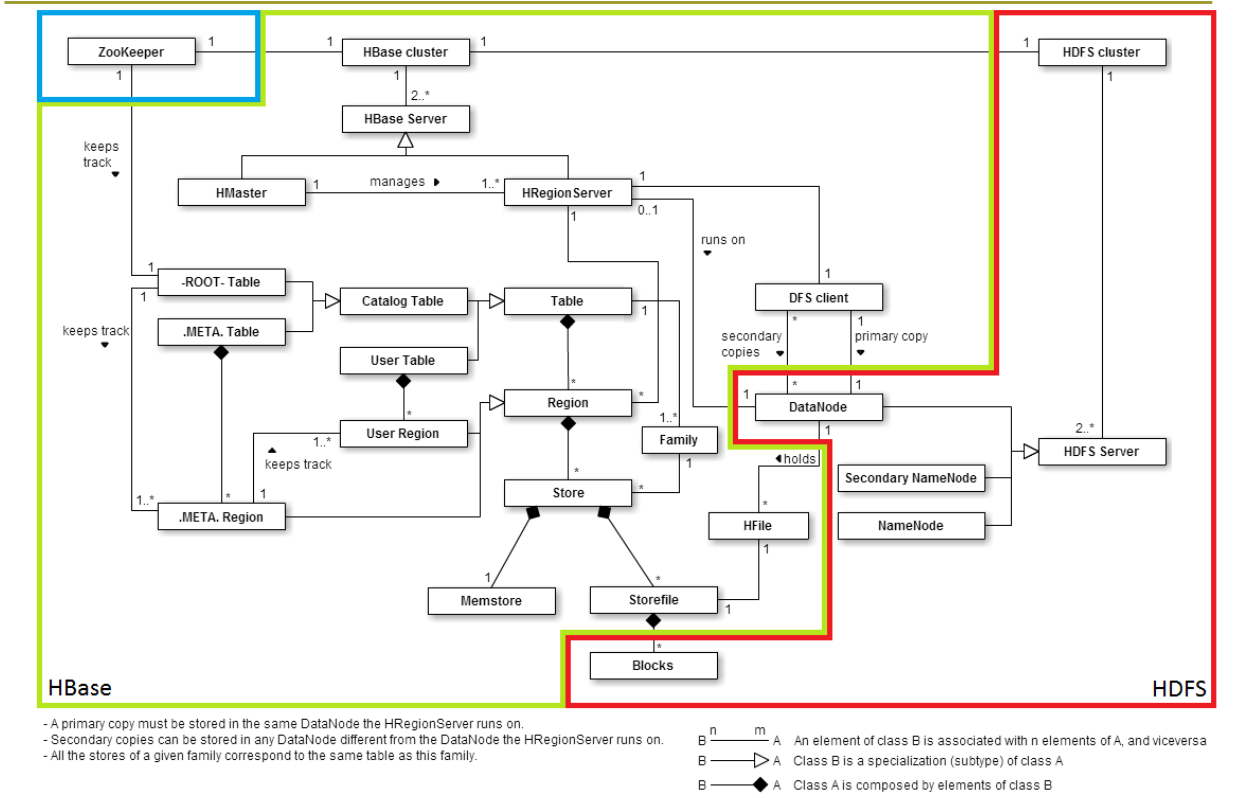 ZooKeeper
1
1
HBase cluster
1
1
HDFS cluster
1
1
1
2..*
HBase Server
keeps
track
HMaster
1
manages
1..*
HRegionServer
1
0..1
1
runs on
1
-ROOT- Table
1
Catalog Table
Table
1
1
DFS client
keeps track
.META. Table
*
1
secondary
copies
primary copy
User Table
*
*
1
*
Region
*
1
DataNode
1
1..*
User Region
1..*
Family
1
2..*
HDFS Server
keeps track
holds
*
Store
*
Secondary NameNode
1..*
*
1
.META. Region
*
HFile
1
NameNode
1
Memstore
*
Storefile
1
*
Blocks
HBase
HDFS
- A primary copy must be stored in the same DataNode the HRegionServer runs on.
- Secondary copies can be stored in any DataNode different from the DataNode the HRegionServer runs on.
- All the stores of a given family correspond to the same table as this family.
n m
B A An element of class B is associated with n elements of A, and viceversa
B A Class B is a specialization (subtype) of class A
B A Class A is composed by elements of class B